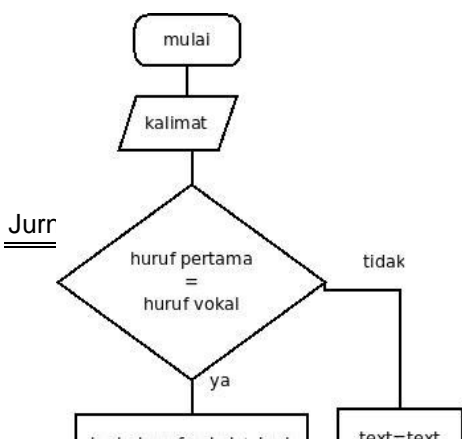 mulai
kalimat
Jurr
huruf pertama
=
huruf vokal
tidak
ya
text=text